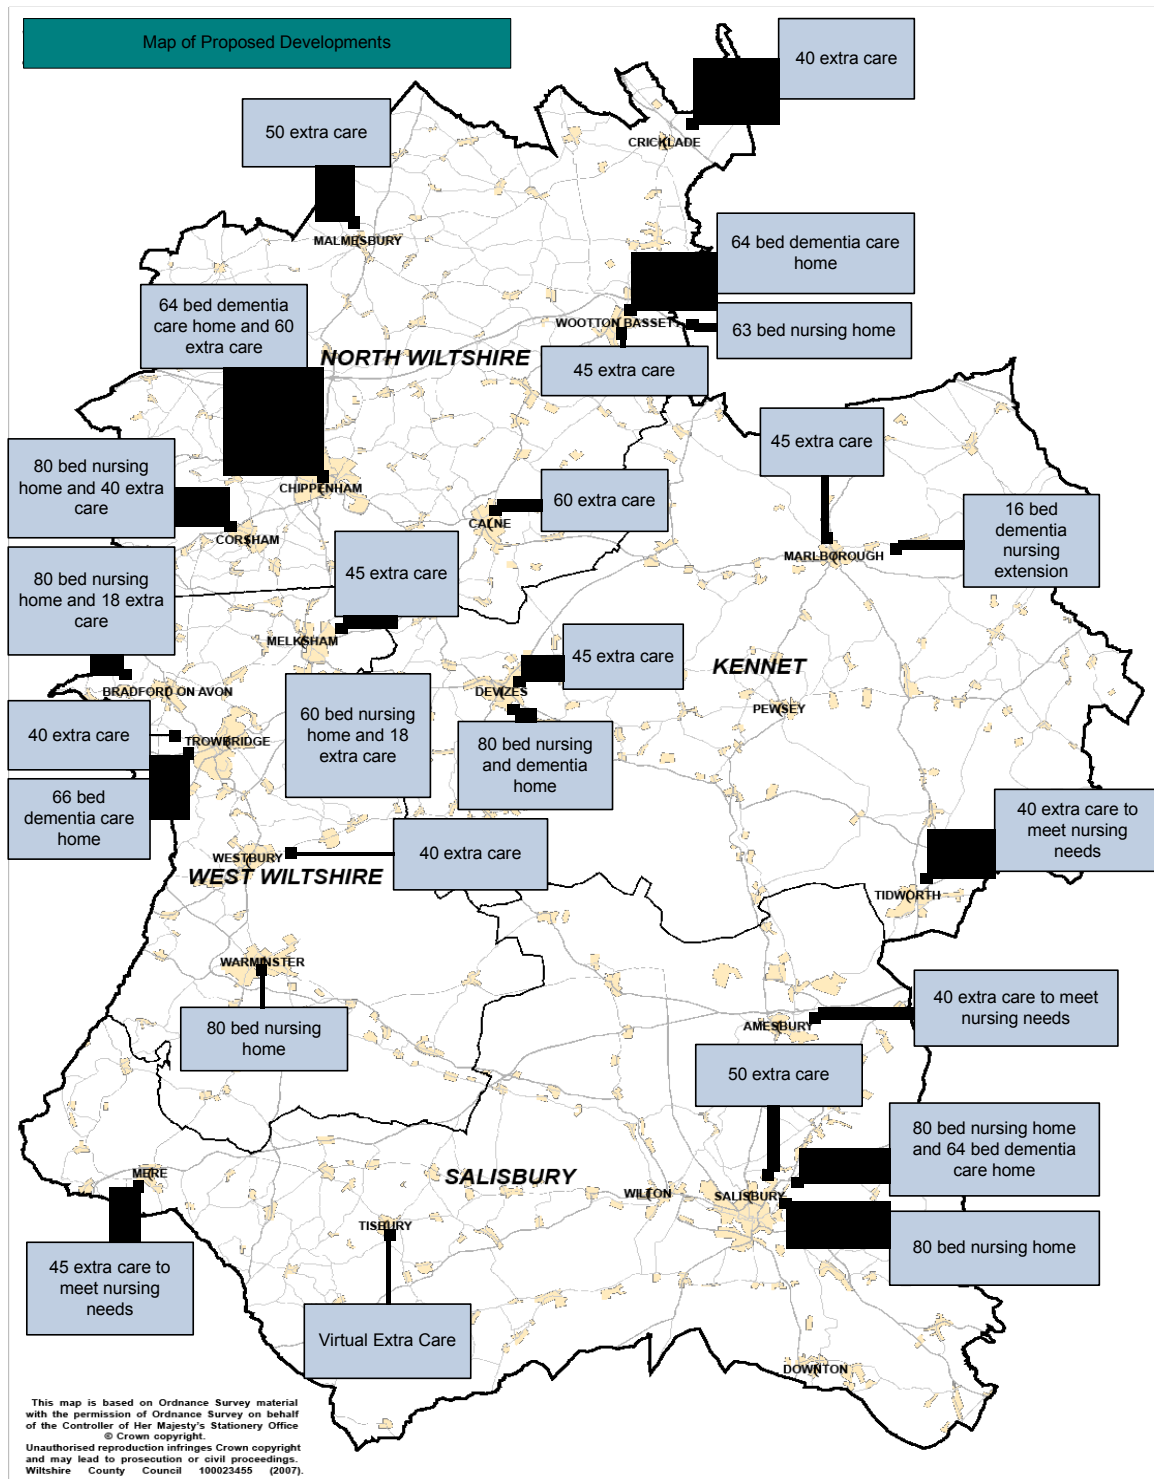 Map of Proposed Developments
40 extra care
50 extra care
CRICKLADE
MALMESBURY
64 bed dementia care
home
64 bed dementia
care home and 60
extra care
WOOTTON BASSETT
63 bed nursing home
NORTH WILTSHIRE
45 extra care
45 extra care
80 bed nursing
home and 40 extra
care
CHIPPENHAM
60 extra care
CALNE
16 bed
dementia
nursing
extension
CORSHAM
MARLBOROUGH
80 bed nursing
home and 18 extra
care
45 extra care
MELKSHAM
45 extra care
KENNET
BRADFORD ON AVON
DEVIZES
PEWSEY
40 extra care
TROWBRIDGE
60 bed nursing
home and 18
extra care
80 bed nursing
and dementia
home
66 bed
dementia care
home
40 extra care to
meet nursing
needs
WESTBURY
40 extra care
WEST WILTSHIRE
TIDWORTH
WARMINSTER
80 bed nursing
home
40 extra care to meet
nursing needs
AMESBURY
50 extra care
80 bed nursing home
and 64 bed dementia
care home
MERE
SALISBURY
WILTON
SALISBURY
TISBURY
80 bed nursing home
45 extra care to
meet nursing
needs
Virtual Extra Care
DOWNTON
This map is based on Ordnance Survey material
with the permission of Ordnance Survey on behalf
of the Controller of Her Majesty's Stationery Office
© Crown copyright.
Unauthorised reproduction infringes Crown copyright
and may lead to prosecution or civil proceedings.
Wiltshire County Council 100023455 (2007).